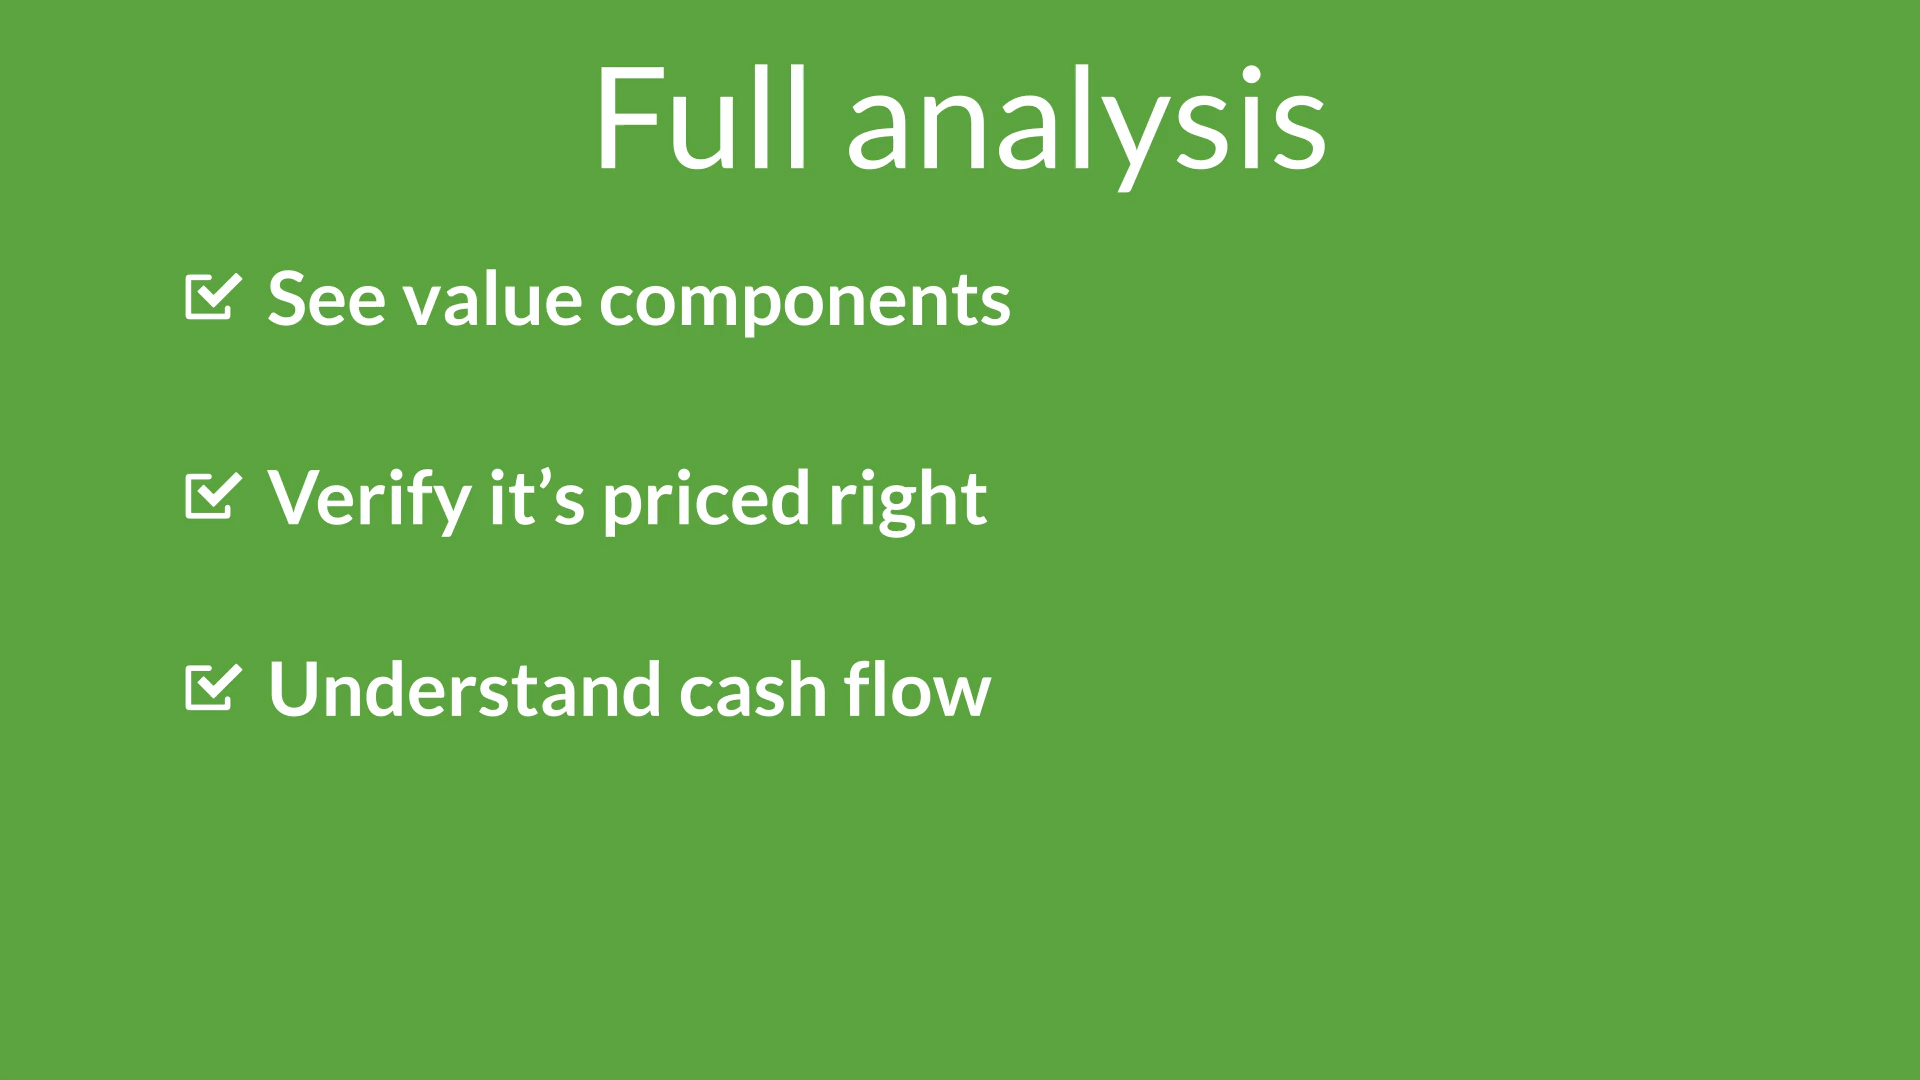 Full analysis
See value components
Verify it’s priced right
Understand cash flow